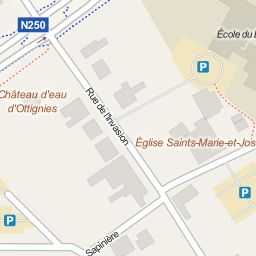 N250
École du B
P
Château d'eau
d'Ottignies
Rue de l'Invasion
Église Saints-Marie-et-Jos
P
P
Sapinière